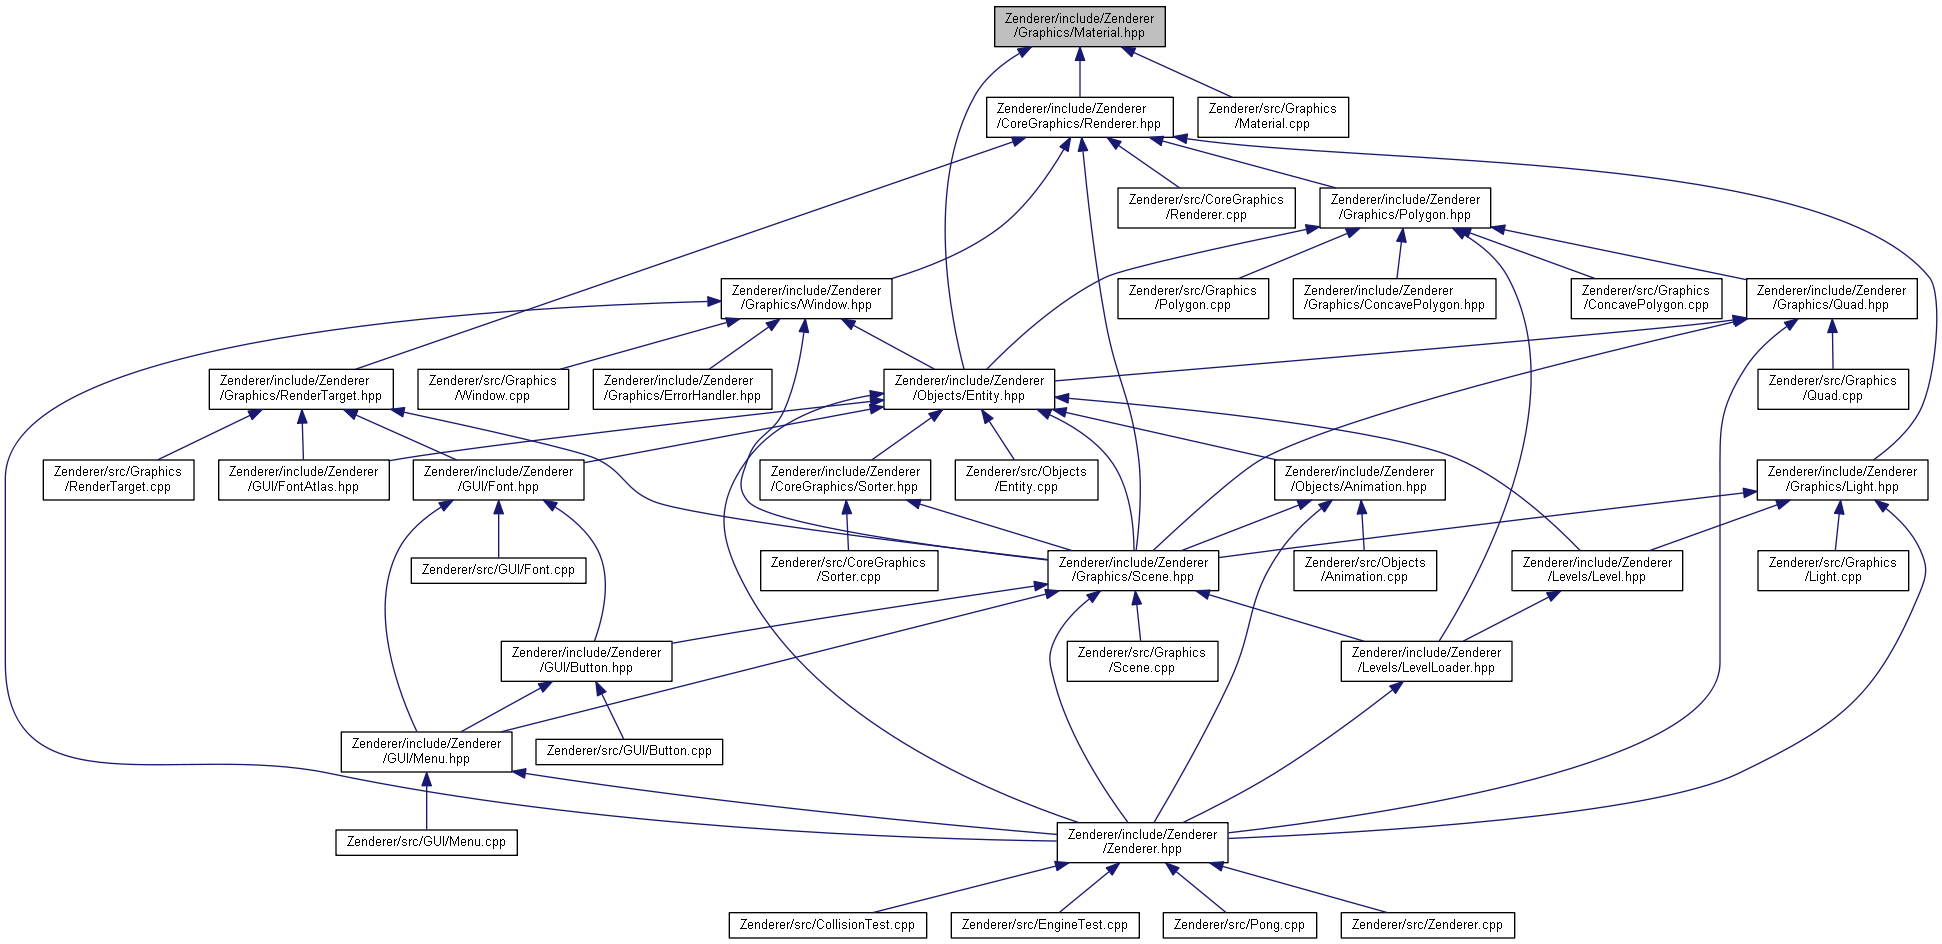 Zenderer/include/Zenderer
/Graphics/Material.hpp
Zenderer/include/Zenderer
/CoreGraphics/Renderer.hpp
Zenderer/src/Graphics
/Material.cpp
Zenderer/src/CoreGraphics
/Renderer.cpp
Zenderer/include/Zenderer
/Graphics/Polygon.hpp
Zenderer/include/Zenderer
/Graphics/Window.hpp
Zenderer/src/Graphics
/Polygon.cpp
Zenderer/include/Zenderer
/Graphics/ConcavePolygon.hpp
Zenderer/src/Graphics
/ConcavePolygon.cpp
Zenderer/include/Zenderer
/Graphics/Quad.hpp
Zenderer/include/Zenderer
/Graphics/RenderTarget.hpp
Zenderer/src/Graphics
/Window.cpp
Zenderer/include/Zenderer
/Graphics/ErrorHandler.hpp
Zenderer/include/Zenderer
/Objects/Entity.hpp
Zenderer/src/Graphics
/Quad.cpp
Zenderer/src/Graphics
/RenderTarget.cpp
Zenderer/include/Zenderer
/GUI/FontAtlas.hpp
Zenderer/include/Zenderer
/GUI/Font.hpp
Zenderer/include/Zenderer
/CoreGraphics/Sorter.hpp
Zenderer/src/Objects
/Entity.cpp
Zenderer/include/Zenderer
/Objects/Animation.hpp
Zenderer/include/Zenderer
/Graphics/Light.hpp
Zenderer/src/GUI/Font.cpp
Zenderer/src/CoreGraphics
/Sorter.cpp
Zenderer/include/Zenderer
/Graphics/Scene.hpp
Zenderer/src/Objects
/Animation.cpp
Zenderer/include/Zenderer
/Levels/Level.hpp
Zenderer/src/Graphics
/Light.cpp
Zenderer/include/Zenderer
/GUI/Button.hpp
Zenderer/src/Graphics
/Scene.cpp
Zenderer/include/Zenderer
/Levels/LevelLoader.hpp
Zenderer/include/Zenderer
/GUI/Menu.hpp
Zenderer/src/GUI/Button.cpp
Zenderer/src/GUI/Menu.cpp
Zenderer/include/Zenderer
/Zenderer.hpp
Zenderer/src/CollisionTest.cpp
Zenderer/src/EngineTest.cpp
Zenderer/src/Pong.cpp
Zenderer/src/Zenderer.cpp